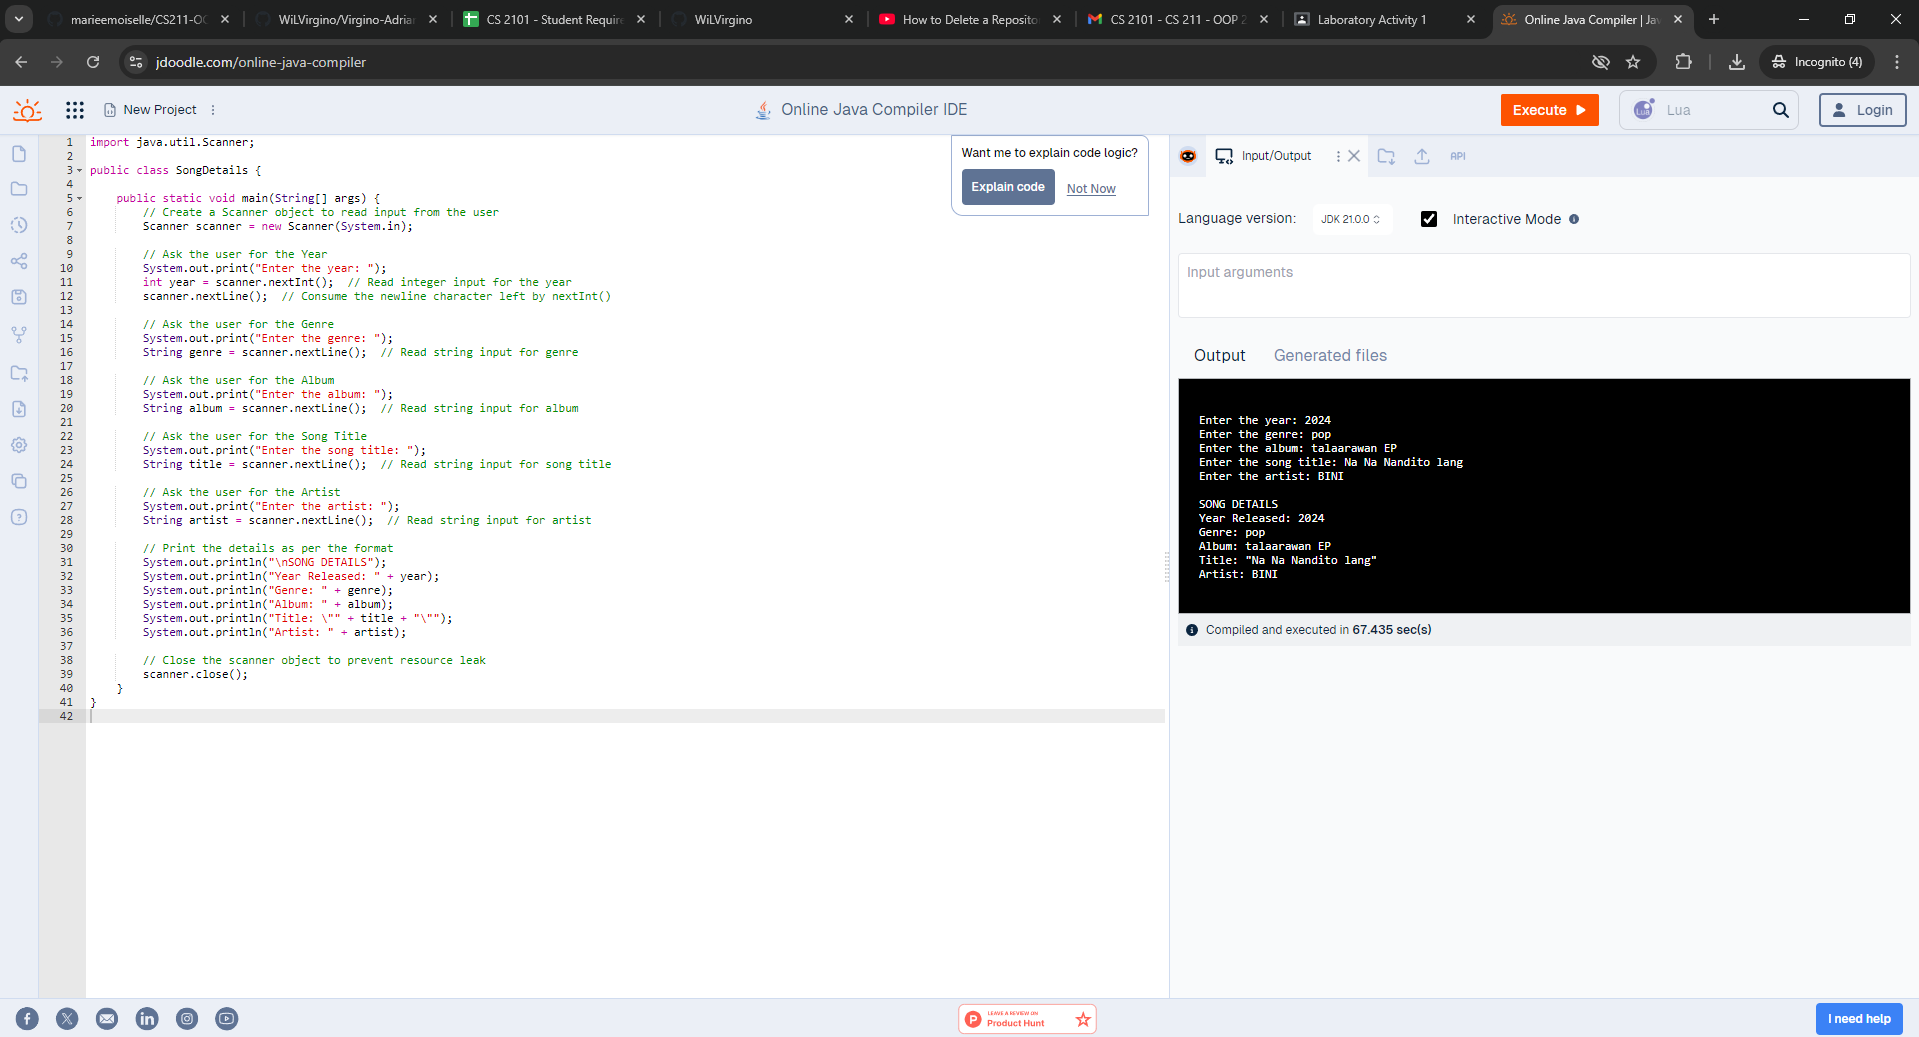 marieemoiselle/CS211-OO
WiLVirgino/Virgino-Adria
CS 2101 - Student Require
WiLVirgino
How to Delete a Reposito
CS 2101 - CS 211 - OOP 2
Laboratory Activity 1
Online Java Compiler | Ja
jdoodle.com/online-java-compiler
Incognito (4)
New Project
Online Java Compiler IDE
Execute
Lua
Lua
Login
1 import java.util.Scanner;
2
3 public class SongDetails {
4
5 public static void main(String[] args) {
6 // Create a Scanner object to read input from the user
7 Scanner scanner = new Scanner(System.in);
8
9 // Ask the user for the Year
10 System.out.print("Enter the year: ");
11 int year = scanner.nextInt(); // Read integer input for the year
12 scanner.nextLine(); // Consume the newline character left by nextInt()
13
14 // Ask the user for the Genre
15 System.out.print("Enter the genre: ");
16 String genre = scanner.nextLine(); // Read string input for genre
17
18 // Ask the user for the Album
19 System.out.print("Enter the album: ");
20 String album = scanner.nextLine(); // Read string input for album
21
22 // Ask the user for the Song Title
23 System.out.print("Enter the song title: ");
24 String title = scanner.nextLine(); // Read string input for song title
25
26 // Ask the user for the Artist
27 System.out.print("Enter the artist: ");
28 String artist = scanner.nextLine(); // Read string input for artist
29
30 // Print the details as per the format
31 System.out.println("\nSONG DETAILS");
32 System.out.println("Year Released: " + year);
33 System.out.println("Genre: " + genre);
34 System.out.println("Album: " + album);
35 System.out.println("Title: \"" + title + "\"");
36 System.out.println("Artist: " + artist);
37
38 // Close the scanner object to prevent resource leak
39 scanner.close();
40 }
41 }
42
Want me to explain code logic?
Explain code
Not Now
Input/Output
API
Language version:
JDK 21.0.0
Interactive Mode
Input arguments
Output
Generated files
Enter the year: 2024
Enter the genre: pop
Enter the album: talaarawan EP
Enter the song title: Na Na Nandito lang
Enter the artist: BINI
SONG DETAILS
Year Released: 2024
Genre: pop
Album: talaarawan EP
Title: "Na Na Nandito lang"
Artist: BINI
Compiled and executed in 67.435 sec(s)
LEAVE A REVIEW ON
Product Hunt
I need help